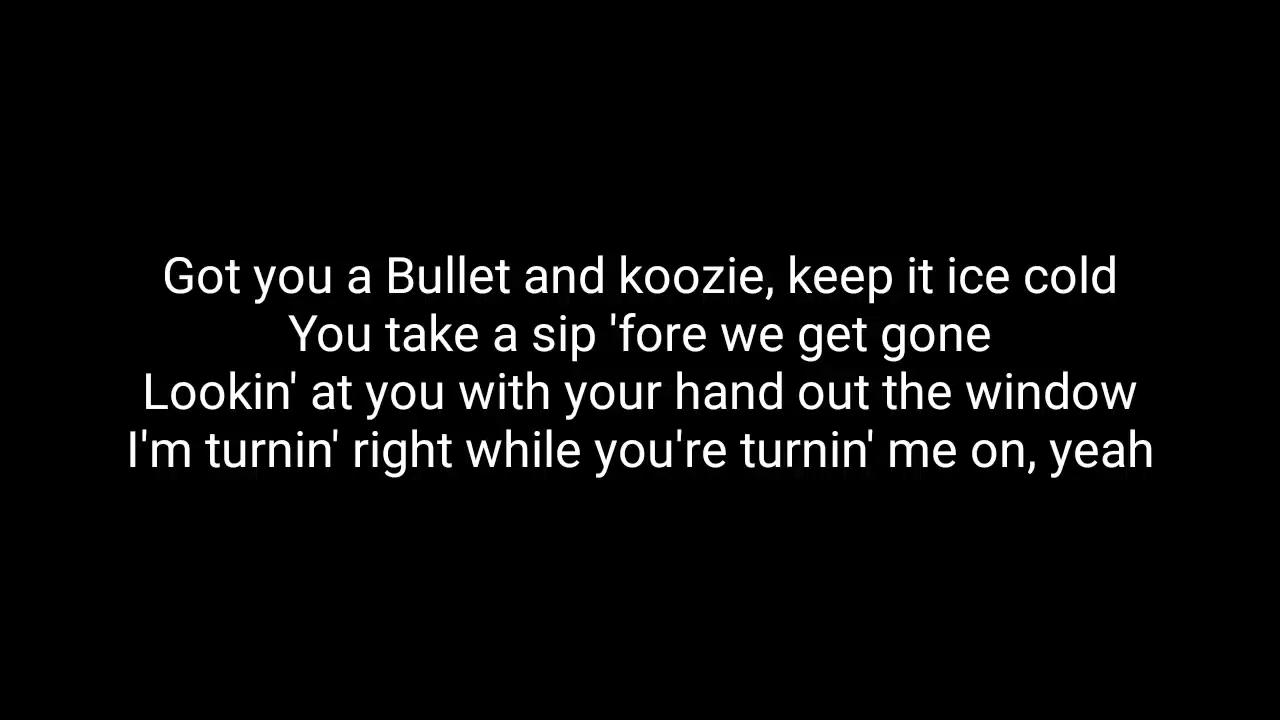 Got you a Bullet and koozie, keep it ice cold
You take a sip 'fore we get gone
Lookin' at you with your hand out the window
I'm turnin' right while you're turnin' me on, yeah